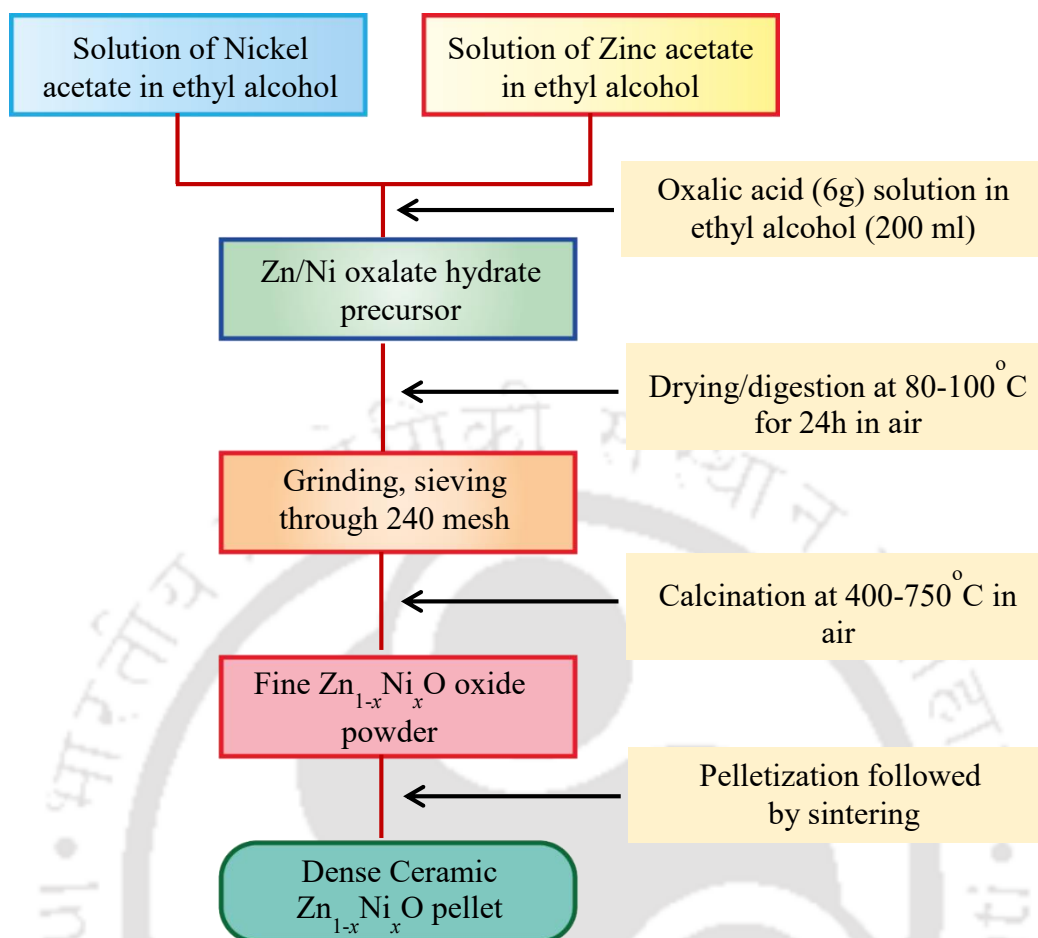 Solution of Nickel
acetate in ethyl alcohol
Solution of Zinc acetate
in ethyl alcohol
Oxalic acid (6g) solution in
ethyl alcohol (200 ml)
Zn/Ni oxalate hydrate
precursor
Drying/digestion at 80-100°C
for 24h in air
Grinding, sieving
through 240 mesh
Calcination at 400-750°C in
air
Fine Zn₁₋ₓNiₓO oxide
powder
Pelletization followed
by sintering
Dense Ceramic
Zn₁₋ₓNiₓO pellet